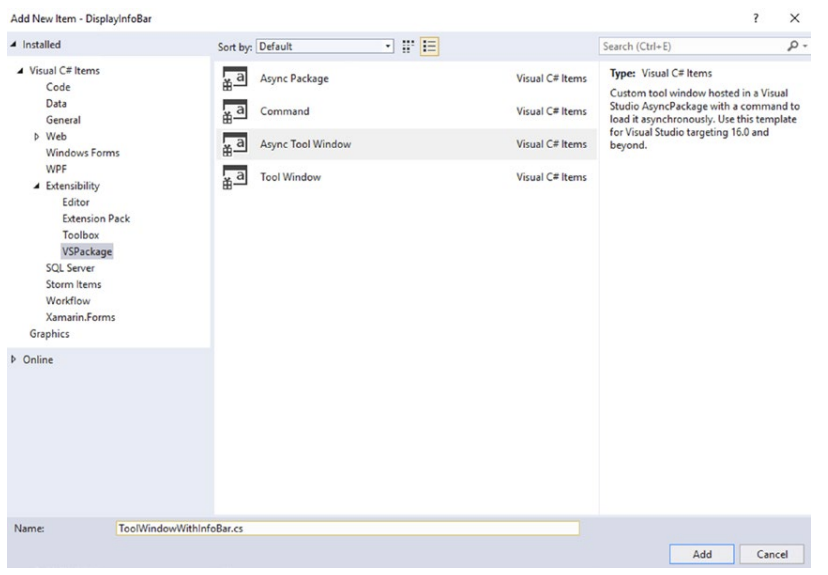 Add New Item - DisplayInfoBar
? X
Installed
Sort by: Default
Search (Ctrl+E)
Visual C# Items
Code
Data
General
Web
Windows Forms
WPF
Extensibility
Editor
Extension Pack
Toolbox
VSPackage
SQL Server
Storm Items
Workflow
Xamarin.Forms
Graphics
Online
Async Package Visual C# Items
Command Visual C# Items
Async Tool Window Visual C# Items
Tool Window Visual C# Items
Type: Visual C# Items
Custom tool window hosted in a Visual
Studio AsyncPackage with a command to
load it asynchronously. Use this template
for Visual Studio targeting 16.0 and
beyond.
Name: ToolWindowWithInfoBar.cs
Add Cancel